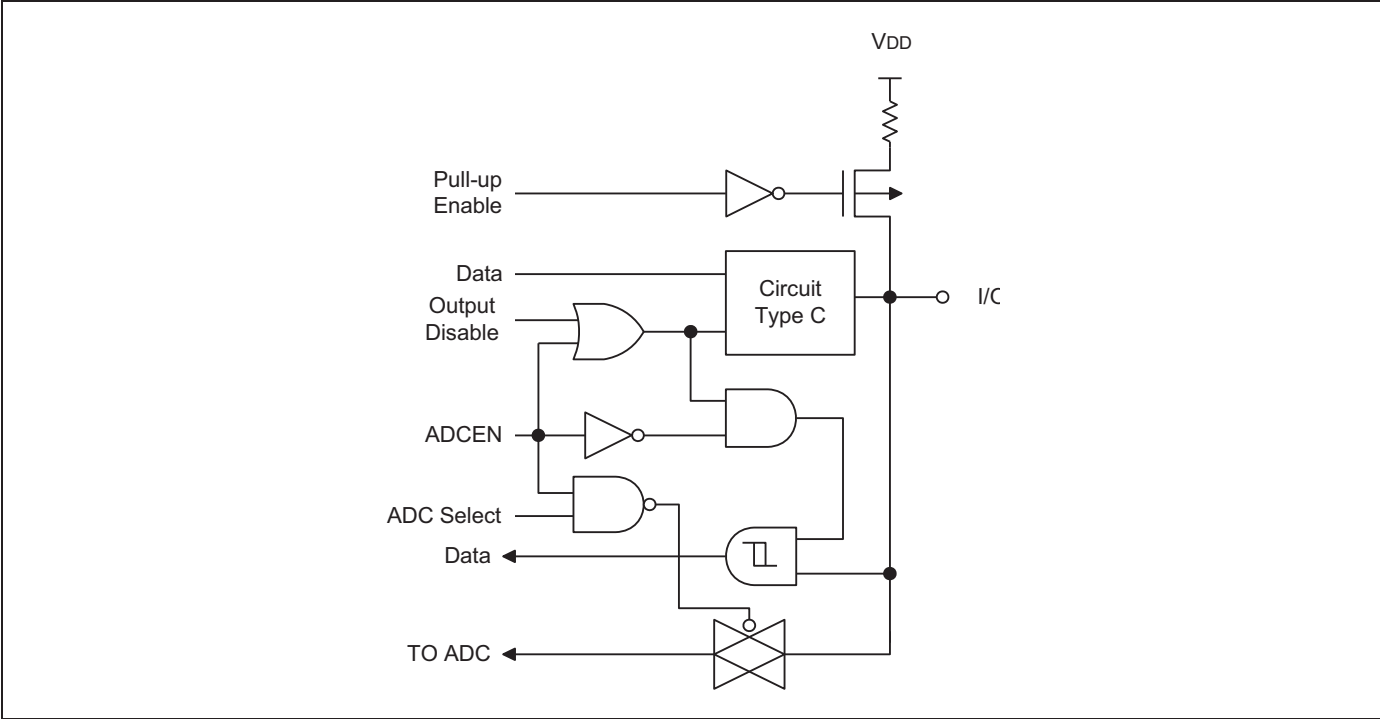 VDD
Pull-up
Enable
Data
Output
Disable
Circuit
Type C
I/C
ADCEN
ADC Select
Data
TO ADC